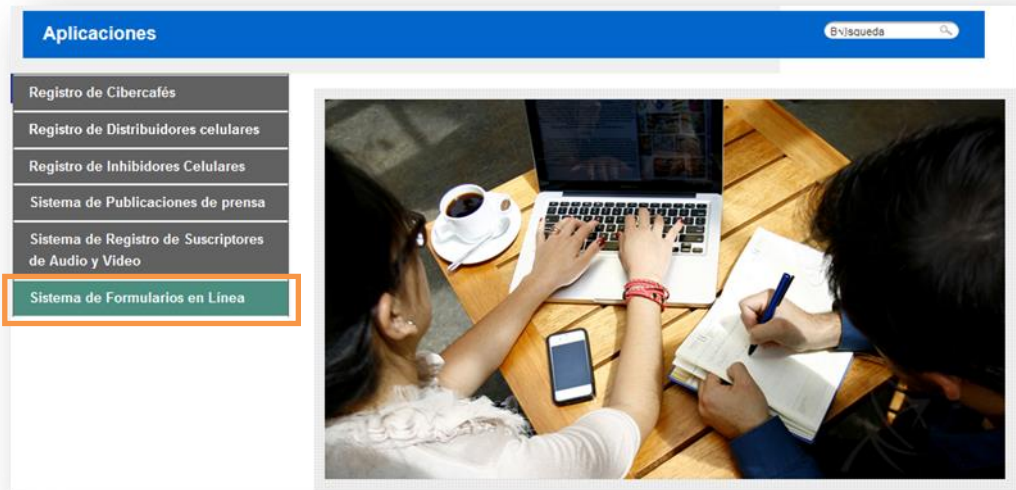 Aplicaciones
Búsqueda
Registro de Cibercafés
Registro de Distribuidores celulares
Registro de Inhibidores Celulares
Sistema de Publicaciones de prensa
Sistema de Registro de Suscriptores
de Audio y Video
Sistema de Formularios en Línea